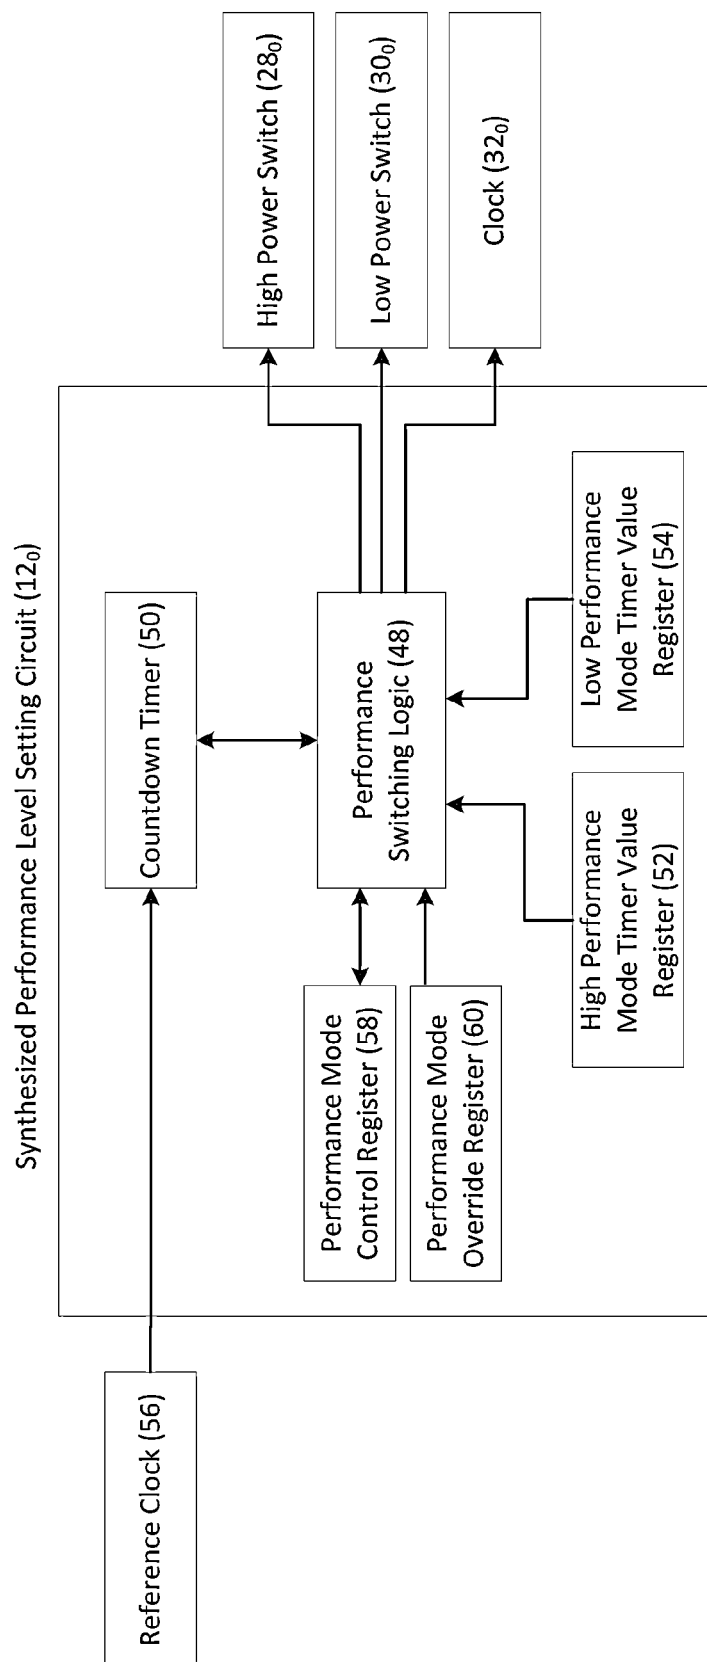 Synthesized Performance Level Setting Circuit (12₀)
Reference Clock (56)
Countdown Timer (50)
High Power Switch (28₀)
Low Power Switch (30₀)
Clock (32₀)
Performance Mode
Control Register (58)
Performance Mode
Override Register (60)
Performance
Switching Logic (48)
High Performance
Mode Timer Value
Register (52)
Low Performance
Mode Timer Value
Register (54)